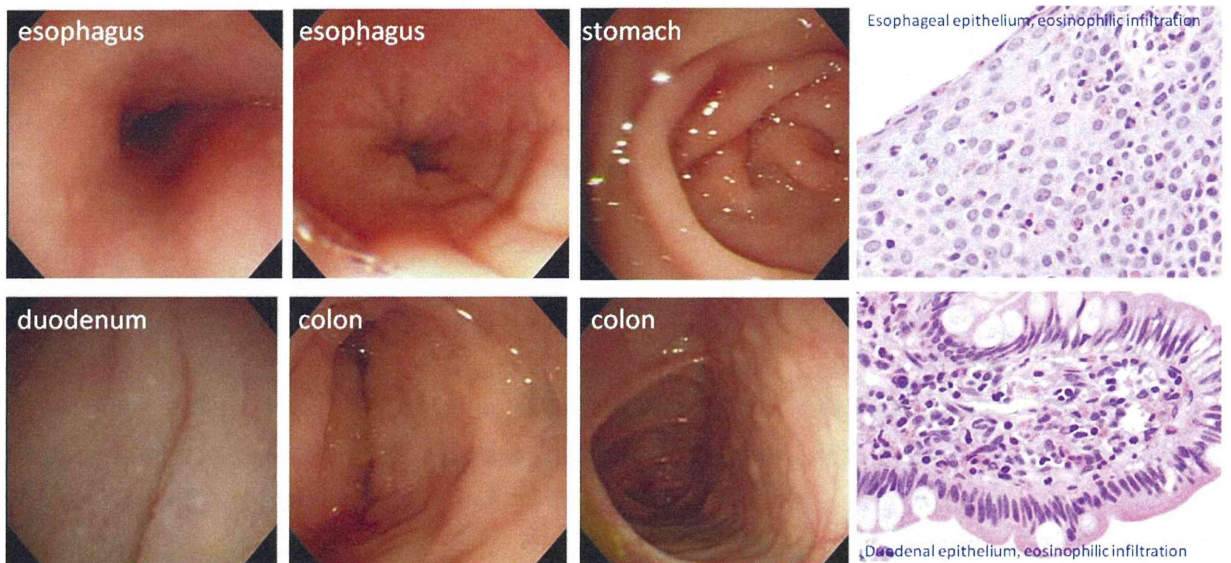 esophagus
esophagus
stomach
Esophageal epithelium, eosinophilic infiltration
duodenum
colon
colon
Duodenal epithelium, eosinophilic infiltration